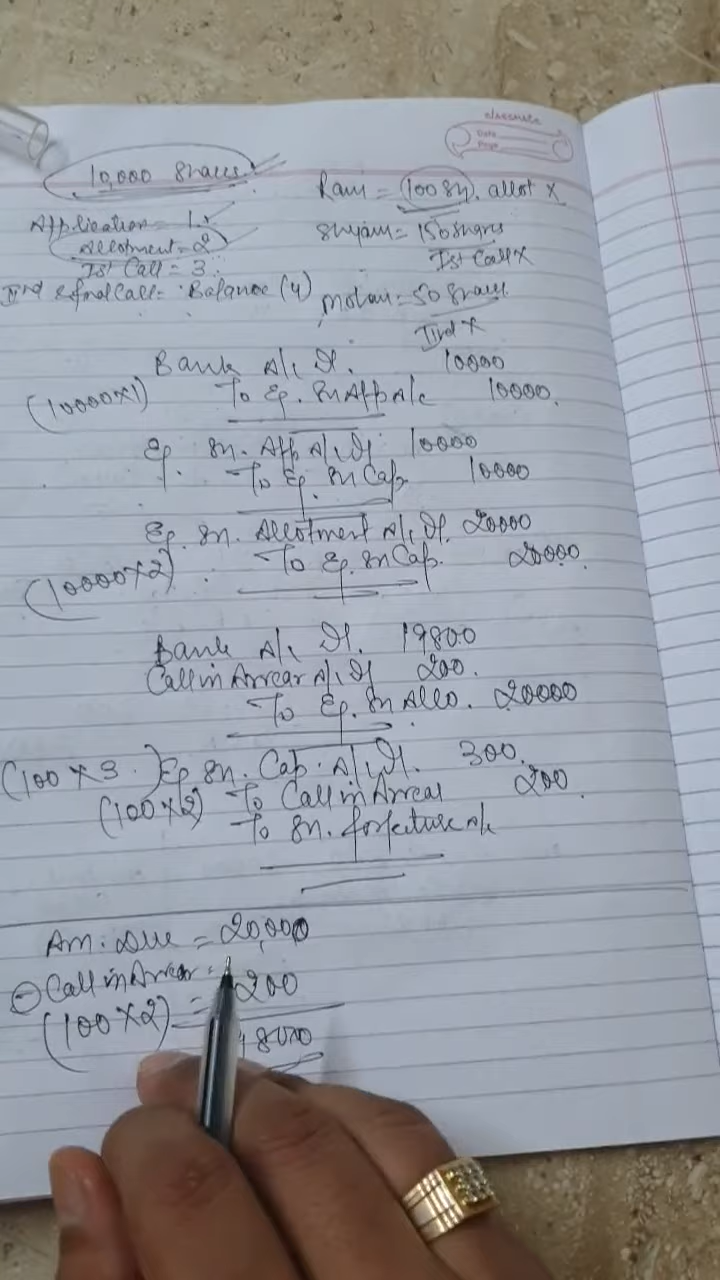 classmate
Date
Page
10,000 Shares
Application = 1
Allotment = 2
Ist Call = 3
IInd & final Call = Balance (4)
Ram = 100 Sh. allot X
Shyam = 150 Shares
Ist Call X
Mohan = 50 Shares
IInd X
Bank A/c Dr. 10000
(10000×1) To Eq. Sh App A/c 10000
Eq. Sh. App A/c Dr 10000
To Eq. Sh Cap. 10000
Eq. Sh. Allotment A/c Dr. 20000
(10000×2) To Eq. Sh Cap. 20000
Bank A/c Dr. 19800
Call in Arrear A/c Dr 200
To Eq. Sh Allo. 20000
(100×3) Eq Sh. Cap. A/c Dr. 300
(100×2) To Call in Arrear 200
To Sh. forfecture A/c
Am. Due = 20,000
(-) Call in Arrear =
(100×2) = 200
9800